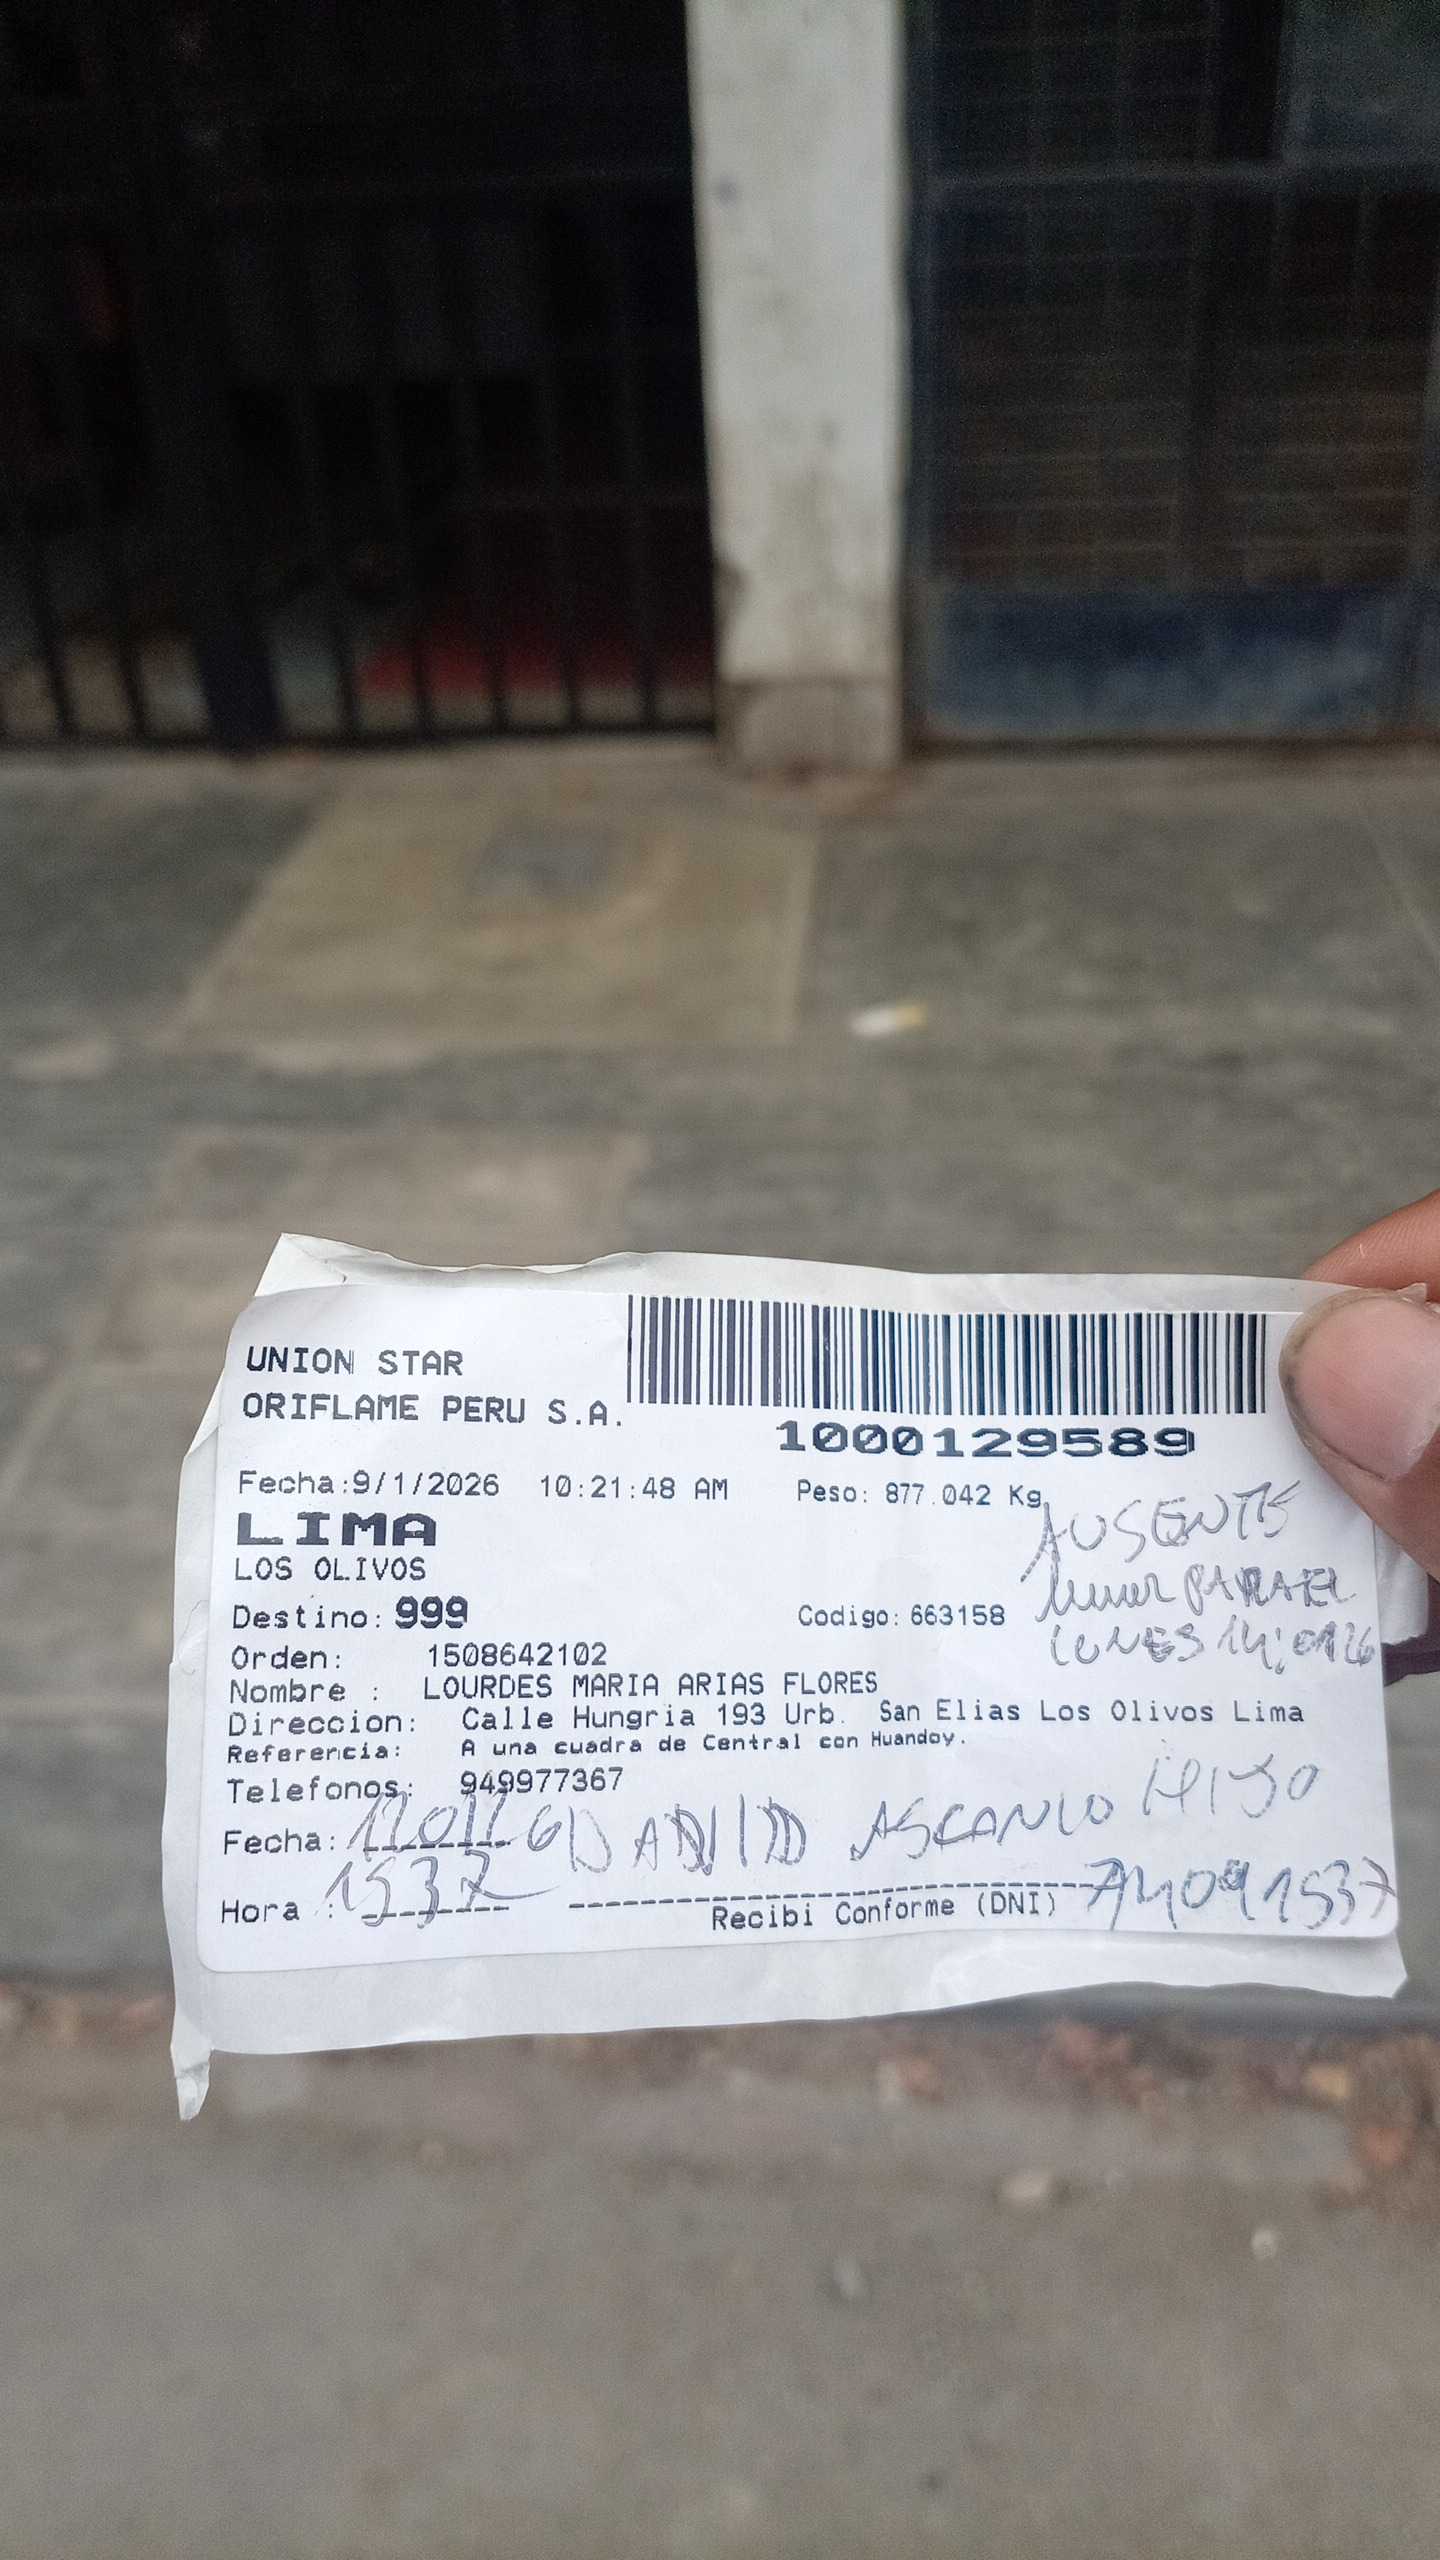 UNION STAR
ORIFLAME PERU S.A.
1000129589
Fecha:9/1/2026 10:21:48 AM Peso: 877.042 Kg
LIMA
AUSENTE
LOS OLIVOS
Destino: 999 Codigo: 663158
LUNES
Orden: 1508642102
Nombre : LOURDES MARIA ARIAS FLORES
Direccion: Calle Hungria 193 Urb. San Elias Los Olivos Lima
Referencia: A una cuadra de Central con Huandoy.
Telefonos: 949977367
Fecha: DAVID ASCANIO HIJO
Hora : 1537
Recibi Conforme (DNI)